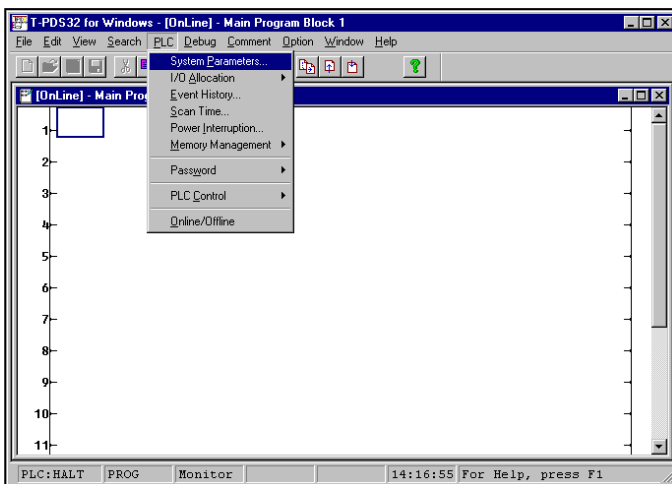 T-PDS32 for Windows - [OnLine] - Main Program Block 1
File Edit View Search PLC Debug Comment Option Window Help
System Parameters...
I/O Allocation
Event History...
Scan Time...
Power Interruption...
Memory Management
Password
PLC Control
Online/Offline
[OnLine] - Main Prog
1
2
3
4
5
6
7
8
9
10
11
PLC:HALT PROG Monitor 14:16:55 For Help, press F1